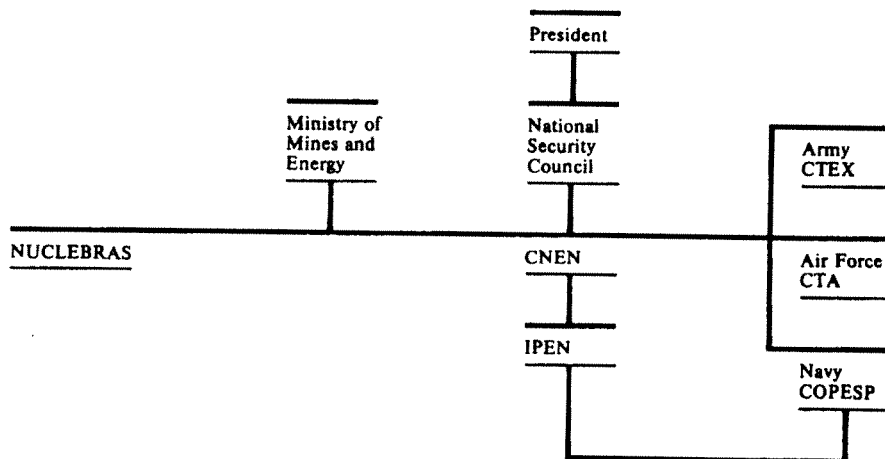 President
Ministry of
Mines and
Energy
National
Security
Council
Army
CTEX
NUCLEBRAS
CNEN
Air Force
CTA
IPEN
Navy
COPESP